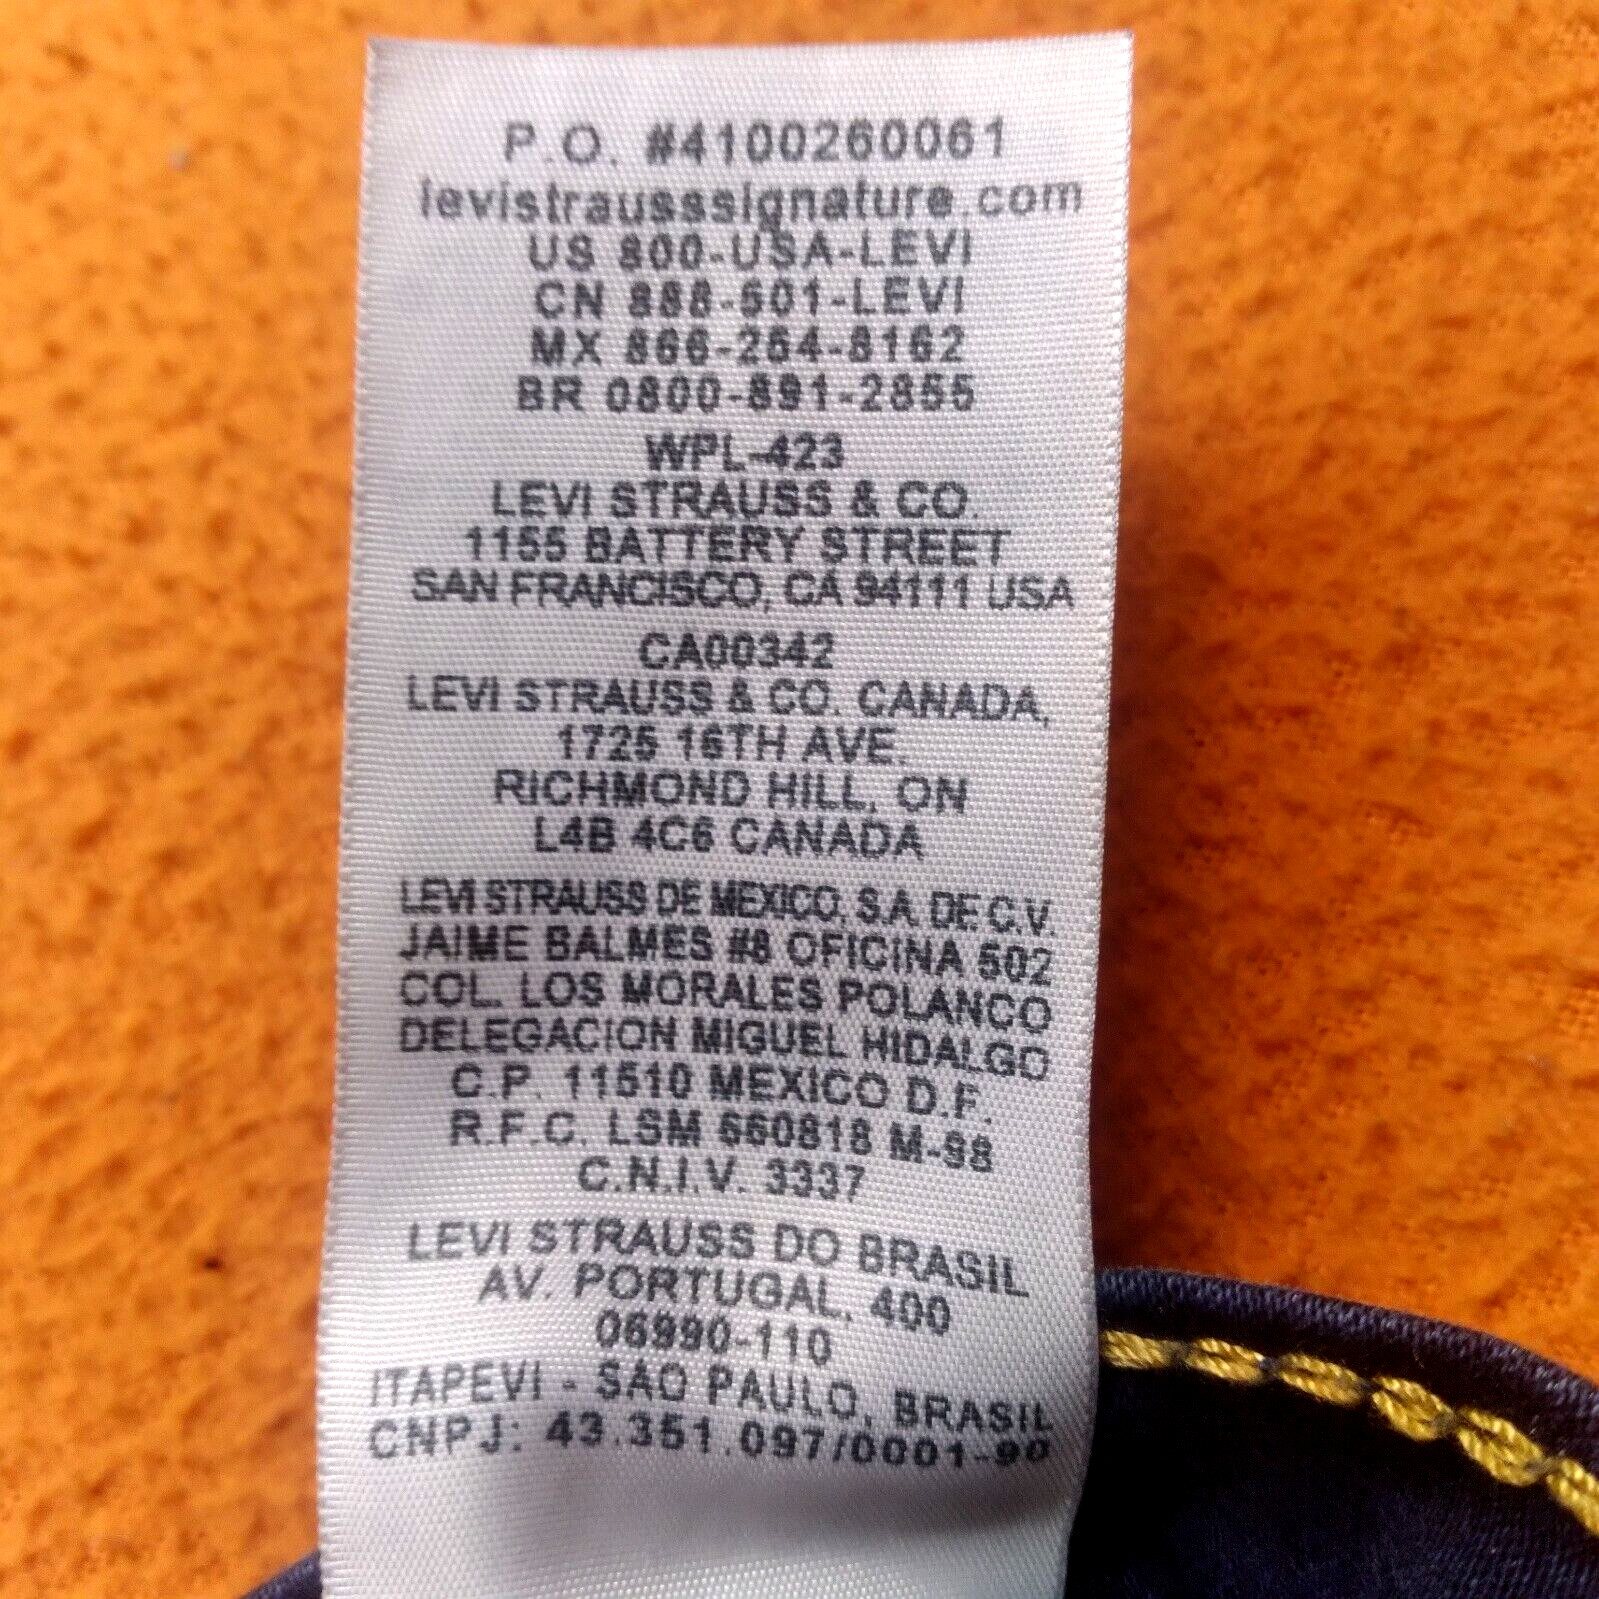 P.O. #4100260061
levistrausssignature.com
US 800-USA-LEVI
CN 888-501-LEVI
MX 866-254-8162
BR 0800-891-2855
WPL-423
LEVI STRAUSS & CO.
1155 BATTERY STREET
SAN FRANCISCO, CA 94111 USA
CA00342
LEVI STRAUSS & CO. CANADA,
1725 16TH AVE.
RICHMOND HILL, ON
L4B 4C6 CANADA
LEVI STRAUSS DE MEXICO, S.A. DE C.V.
JAIME BALMES #8 OFICINA 502
COL. LOS MORALES POLANCO
DELEGACION MIGUEL HIDALGO
C.P. 11510 MEXICO D.F.
R.F.C. LSM 660818 M-98
C.N.I.V. 3337
LEVI STRAUSS DO BRASIL
AV. PORTUGAL, 400
06990-110
ITAPEVI - SAO PAULO, BRASIL
CNPJ: 43.351.097/0001-90